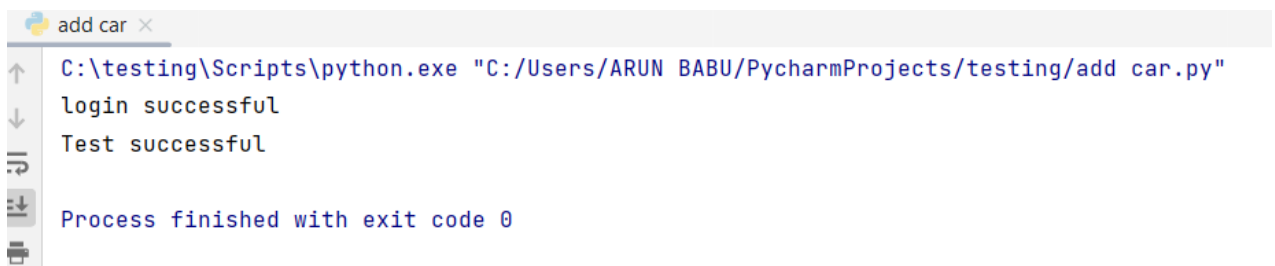 add car
C:\testing\Scripts\python.exe "C:/Users/ARUN BABU/PycharmProjects/testing/add car.py"
login successful
Test successful
Process finished with exit code 0